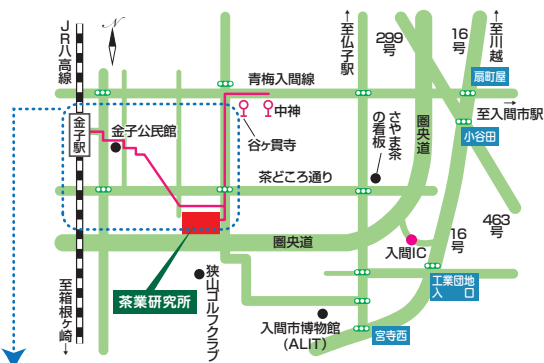 JR八高線
N
↑至仏子駅
299号
16号
↑至川越
扇町屋
青梅入間線
至入間市駅
中神
谷ヶ貫寺
さやま茶の看板
圏央道
小谷田
金子駅
金子公民館
茶どころ通り
圏央道
入間IC
16号
463号
工業団地
入口
茶業研究所
狭山ゴルフクラブ
入間市博物館
(ALIT)
宮寺西
至箱根ヶ崎↓